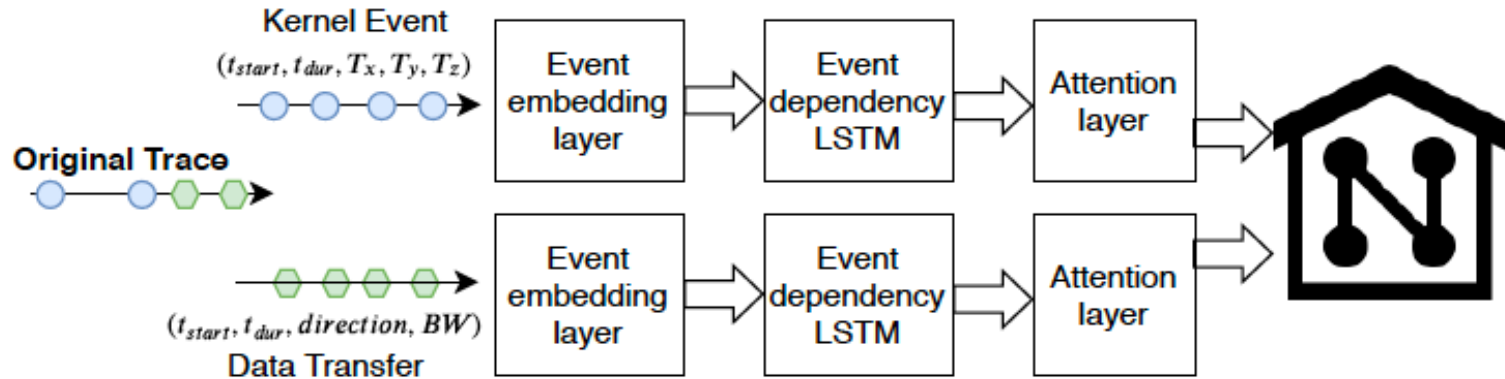 Kernel Event
(t_start, t_dur, T_x, T_y, T_z)
Event
embedding
layer
Event
dependency
LSTM
Attention
layer
Original Trace
(t_start, t_dur, direction, BW)
Data Transfer
Event
embedding
layer
Event
dependency
LSTM
Attention
layer